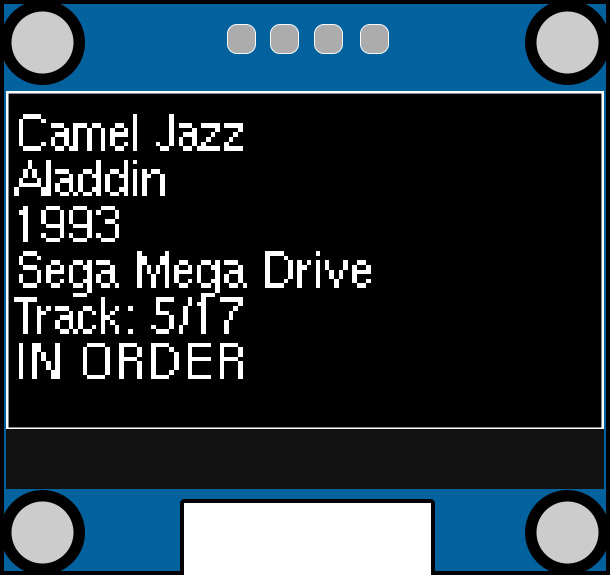 Camel Jazz
Aladdin
1993
Sega Mega Drive
Track: 5/17
IN ORDER